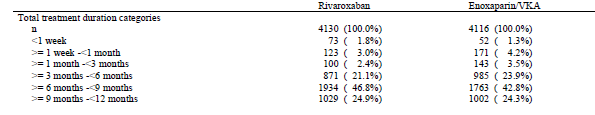 Rivaroxaban Enoxaparin/VKA
Total treatment duration categories
n 4130 (100.0%) 4116 (100.0%)
<1 week 73 ( 1.8%) 52 ( 1.3%)
>= 1 week -<1 month 123 ( 3.0%) 171 ( 4.2%)
>= 1 month -<3 months 100 ( 2.4%) 143 ( 3.5%)
>= 3 months -<6 months 871 ( 21.1%) 985 ( 23.9%)
>= 6 months -<9 months 1934 ( 46.8%) 1763 ( 42.8%)
>= 9 months -<12 months 1029 ( 24.9%) 1002 ( 24.3%)